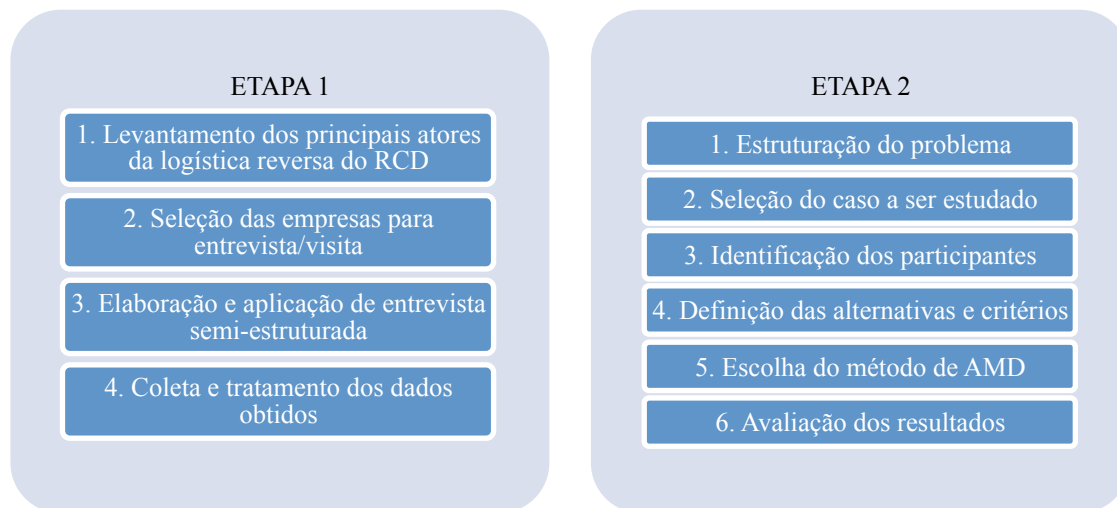 ETAPA 1
1. Levantamento dos principais atores
da logística reversa do RCD
2. Seleção das empresas para
entrevista/visita
3. Elaboração e aplicação de entrevista
semi-estruturada
4. Coleta e tratamento dos dados
obtidos
ETAPA 2
1. Estruturação do problema
2. Seleção do caso a ser estudado
3. Identificação dos participantes
4. Definição das alternativas e critérios
5. Escolha do método de AMD
6. Avaliação dos resultados